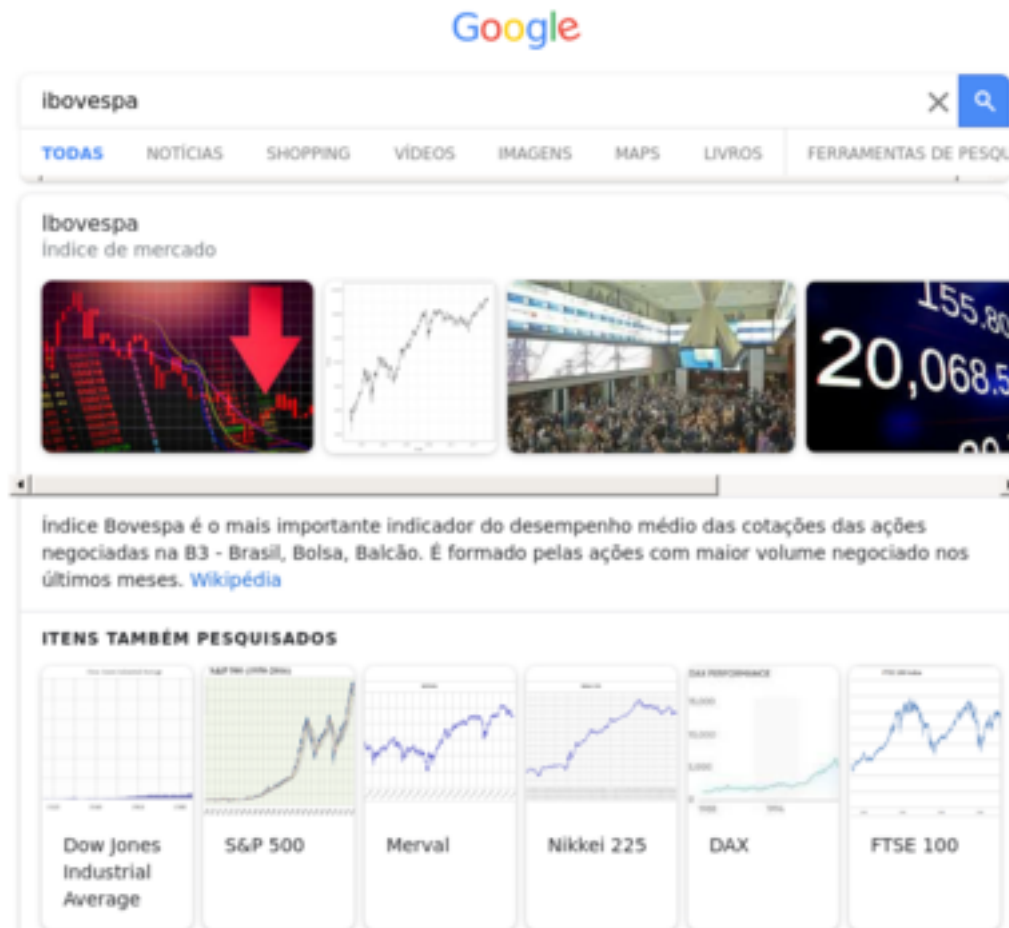 Google
ibovespa
TODAS NOTÍCIAS SHOPPING VÍDEOS IMAGENS MAPS LIVROS FERRAMENTAS DE PESQU
Ibovespa
Índice de mercado
155.80
20,068.5
Índice Bovespa é o mais importante indicador do desempenho médio das cotações das ações
negociadas na B3 - Brasil, Bolsa, Balcão. É formado pelas ações com maior volume negociado nos
últimos meses. Wikipédia
ITENS TAMBÉM PESQUISADOS
S&P 500
DAX PERFORMANCE
Dow Jones
Industrial
Average
S&P 500
Merval
Nikkei 225
DAX
FTSE 100